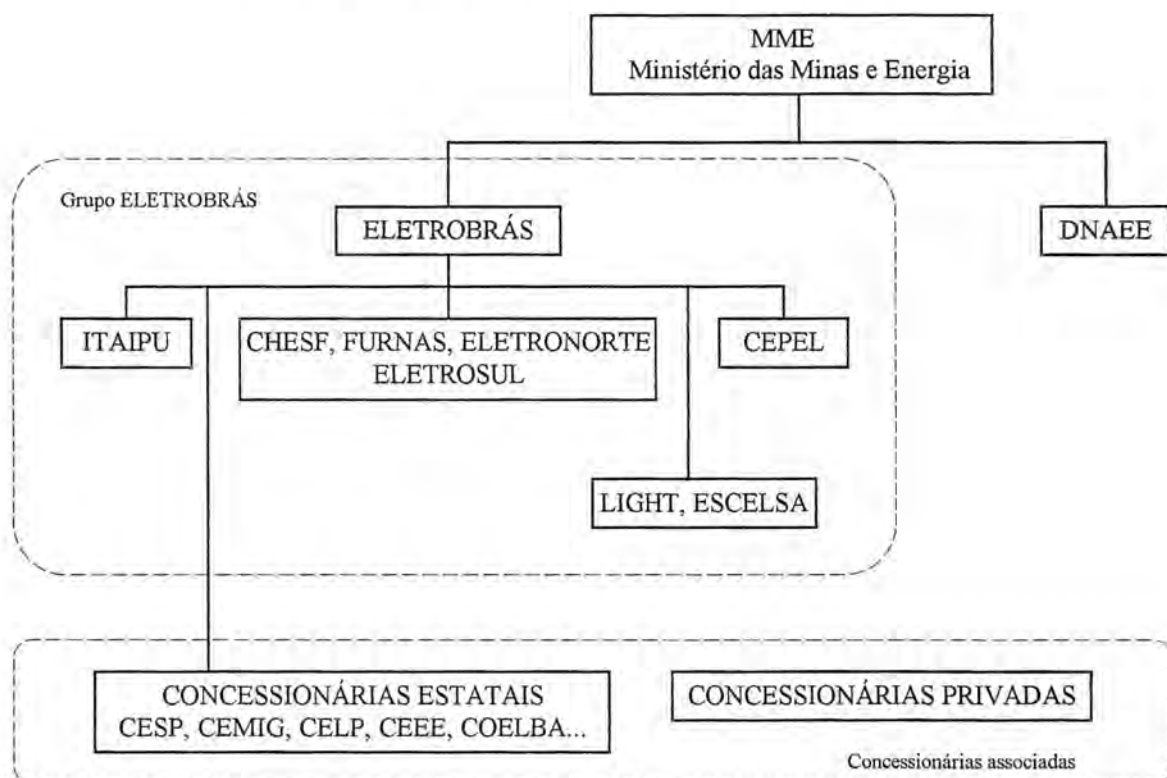 MME
Ministério das Minas e Energia
Grupo ELETROBRÁS
ELETROBRÁS
DNAEE
ITAIPU
CHESF, FURNAS, ELETRONORTE
ELETROSUL
CEPEL
LIGHT, ESCELSA
CONCESSIONÁRIAS ESTATAIS
CESP, CEMIG, CELP, CEEE, COELBA...
CONCESSIONÁRIAS PRIVADAS
Concessionárias associadas